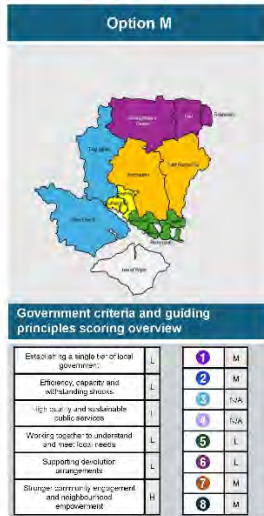 Option M
Basingstoke &
Deane
Hart
Rushmoor
Test Valley
Winchester
East Hampshire
New Forest
Isle of Wight
Government criteria and guiding
principles scoring overview
Establishing a single tier of local
government
L
Efficiency, capacity and
withstanding shocks
L
High quality and sustainable
public services
L
Working together to understand
and meet local needs
L
Supporting devolution
arrangements
L
Stronger community engagement
and neighbourhood
empowerment
H
1 M
2 M
3 N/A
4 N/A
5 L
6 L
7 M
8 M